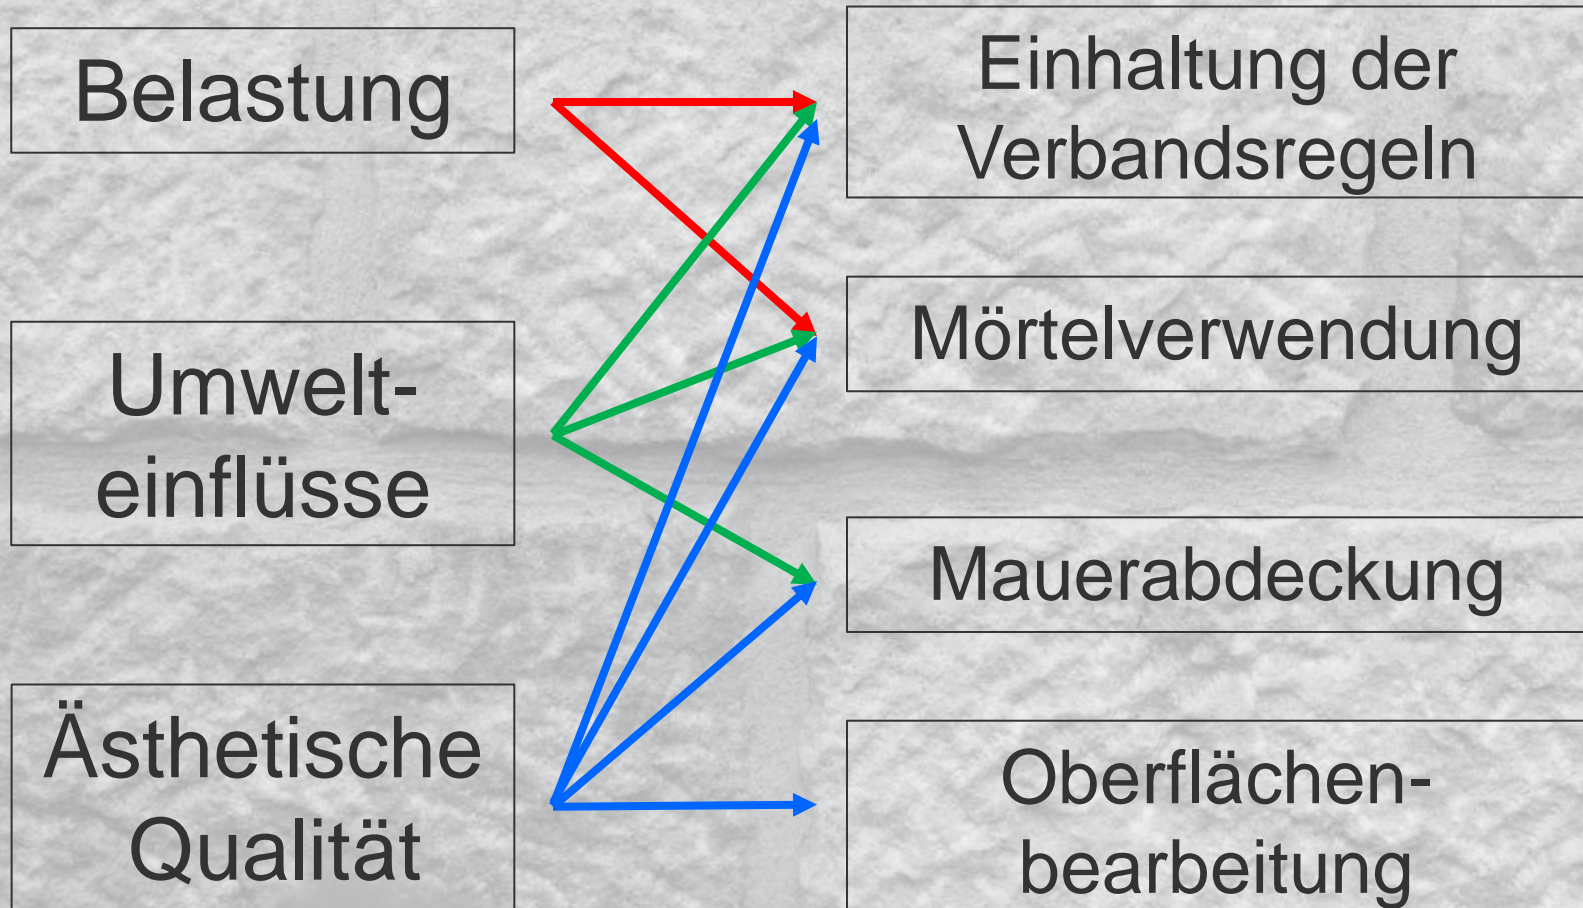 Belastung
Einhaltung der
Verbandsregeln
Umwelt-
einflüsse
Mörtelverwendung
Mauerabdeckung
Ästhetische
Qualität
Oberflächen-
bearbeitung